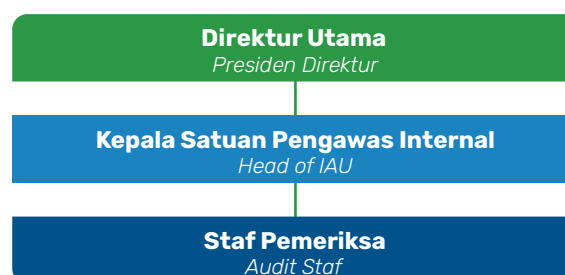 Direktur Utama
Presiden Direktur
Kepala Satuan Pengawas Internal
Head of IAU
Staf Pemeriksa
Audit Staf